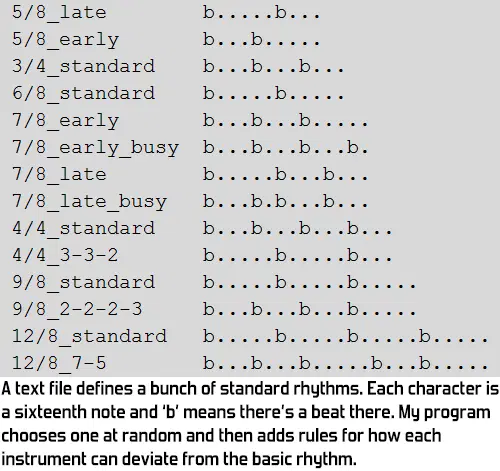 5/8_late b.....b...
5/8_early b...b.....
3/4_standard b...b...b...
6/8_standard b.....b.....
7/8_early b...b...b.....
7/8_early_busy b...b...b...b.
7/8_late b.....b...b...
7/8_late_busy b...b.b...b...
4/4_standard b...b...b...b...
4/4_3-3-2 b.....b.....b...
9/8_standard b.....b.....b.....
9/8_2-2-2-3 b...b...b...b.....
12/8_standard b.....b.....b.....b.....
12/8_7-5 b...b...b.....b...b.....
A text file defines a bunch of standard rhythms. Each character is
a sixteenth note and 'b' means there's a beat there. My program
chooses one at random and then adds rules for how each
instrument can deviate from the basic rhythm.